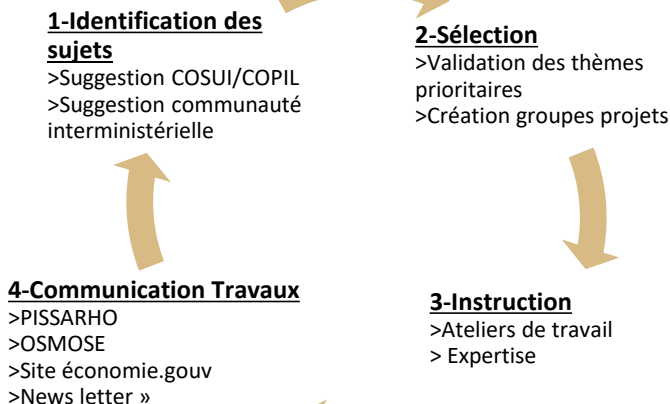 1-Identification des
sujets
>Suggestion COSUI/COPIL
>Suggestion communauté
interministérielle
2-Sélection
>Validation des thèmes
prioritaires
>Création groupes projets
3-Instruction
>Ateliers de travail
> Expertise
4-Communication Travaux
>PISSARHO
>OSMOSE
>Site économie.gouv
>News letter »